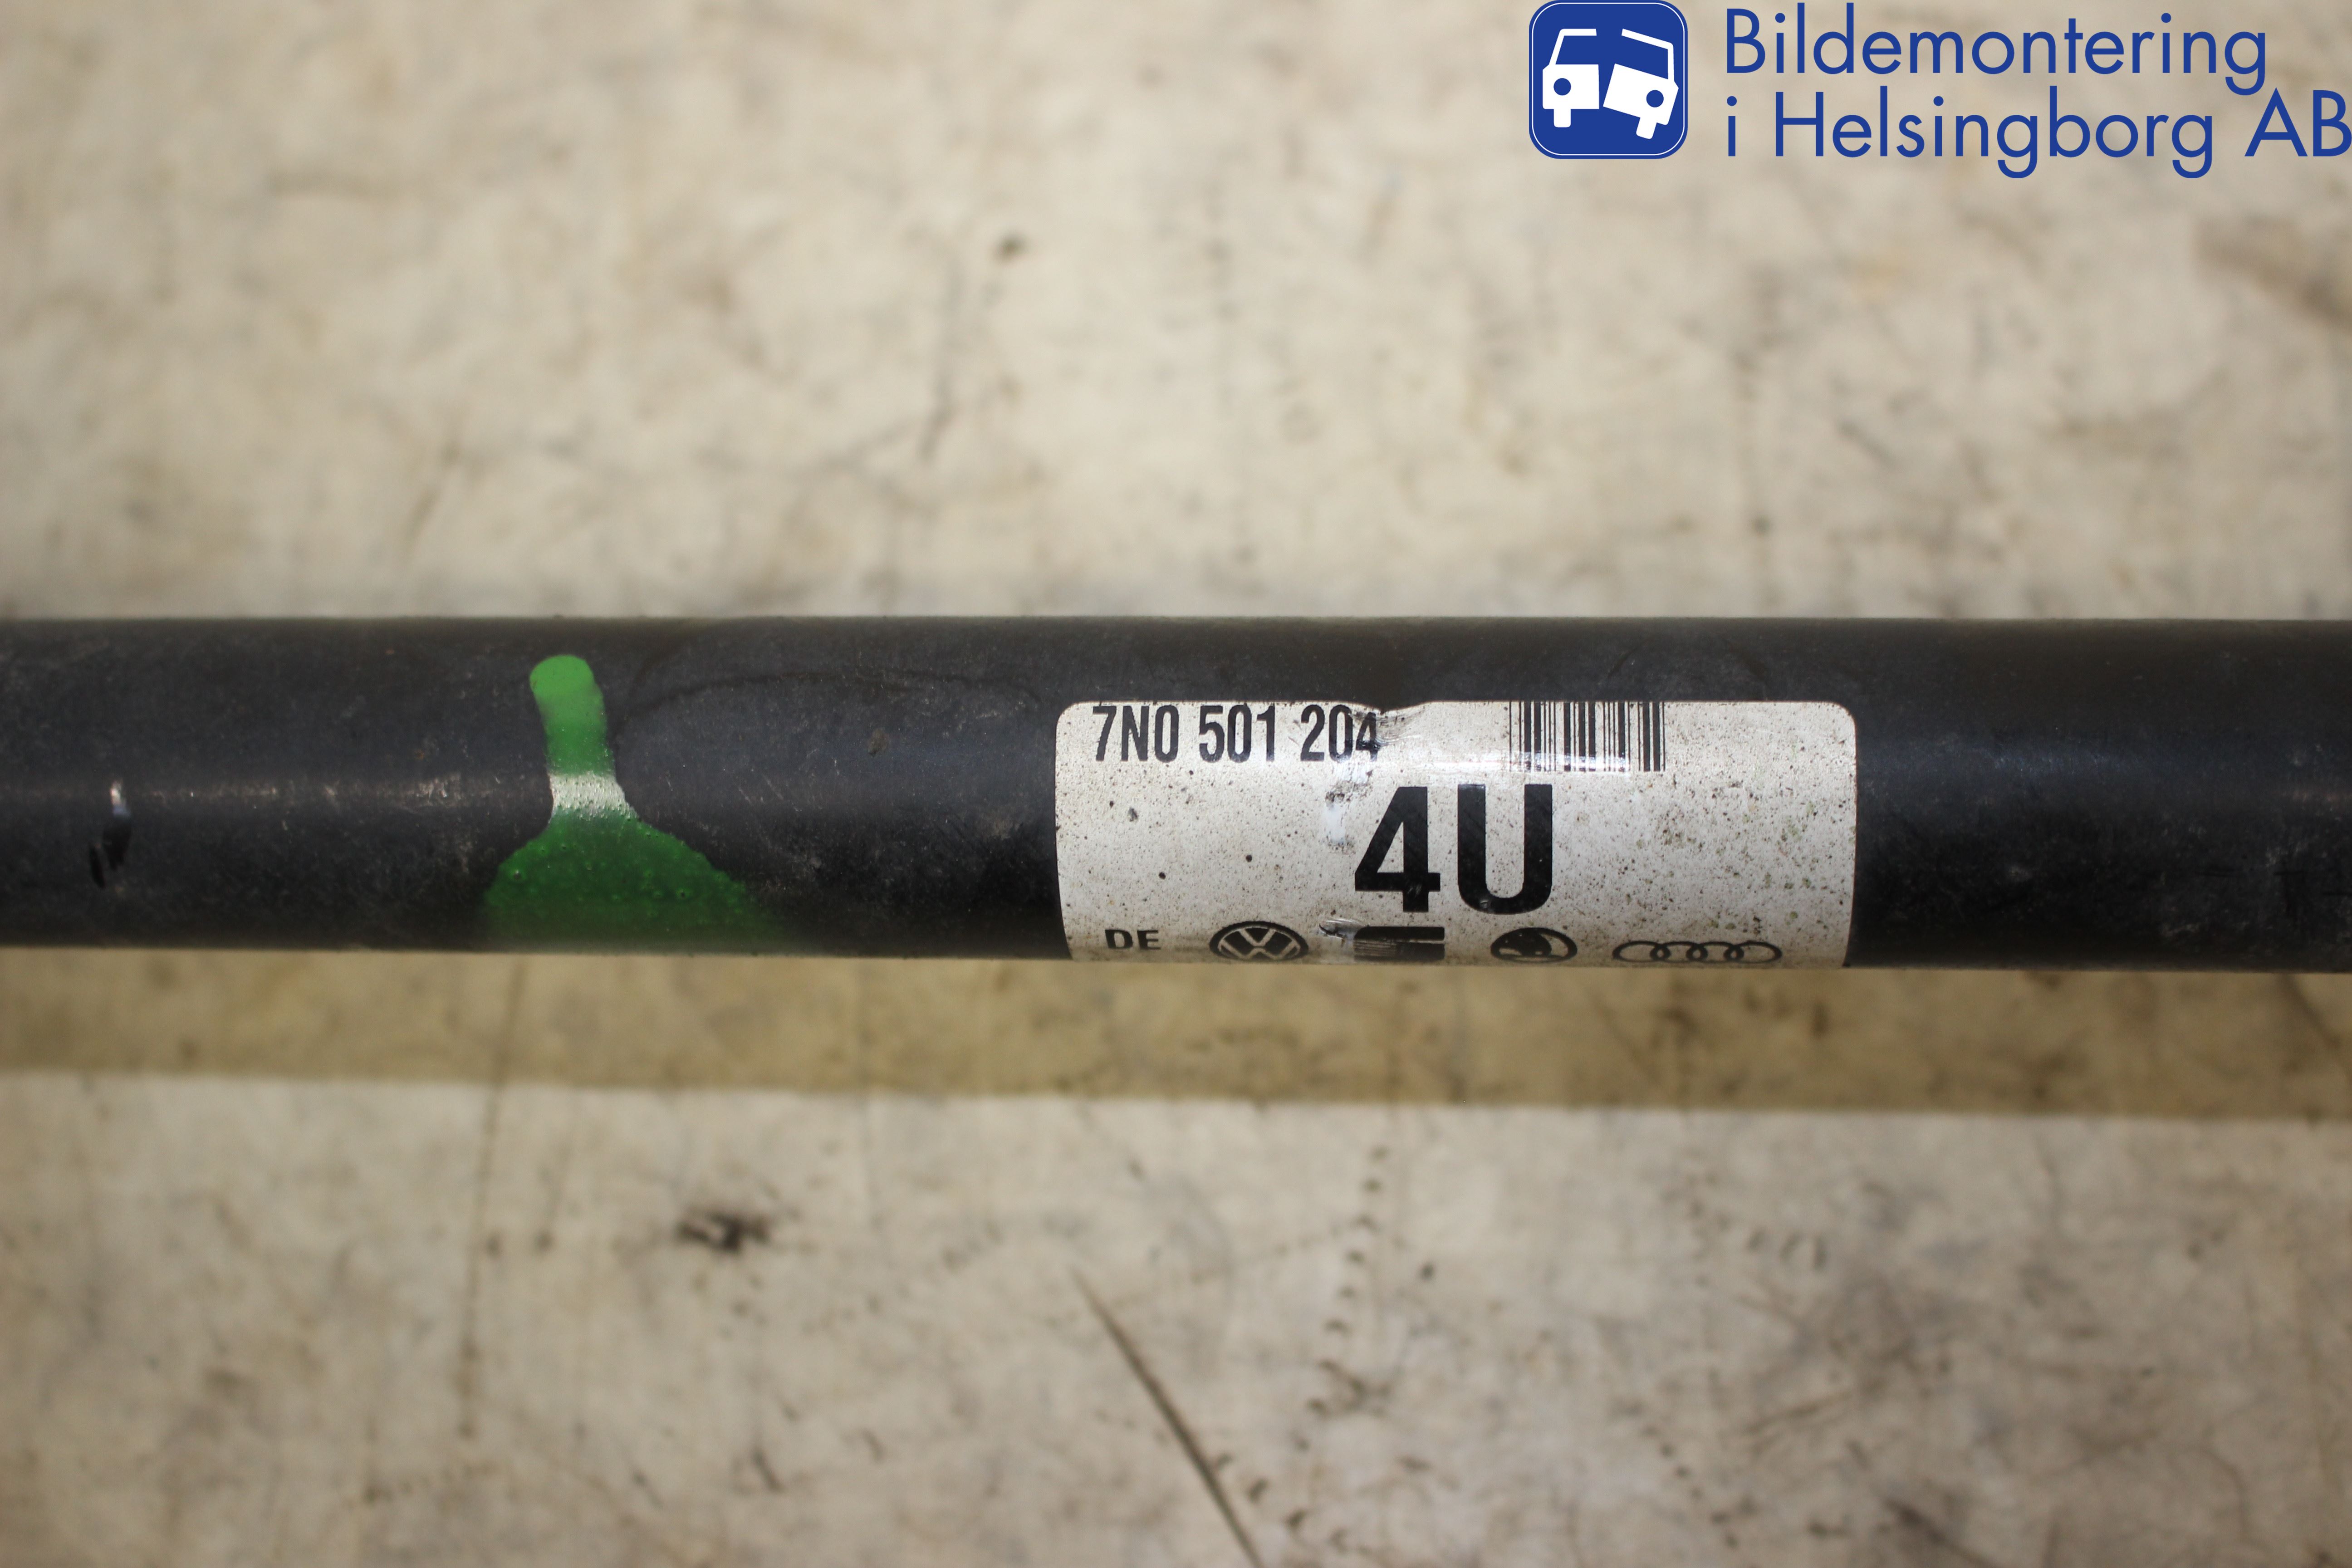 Bildemontering
i Helsingborg AB
7N0 501 204
4U
DE